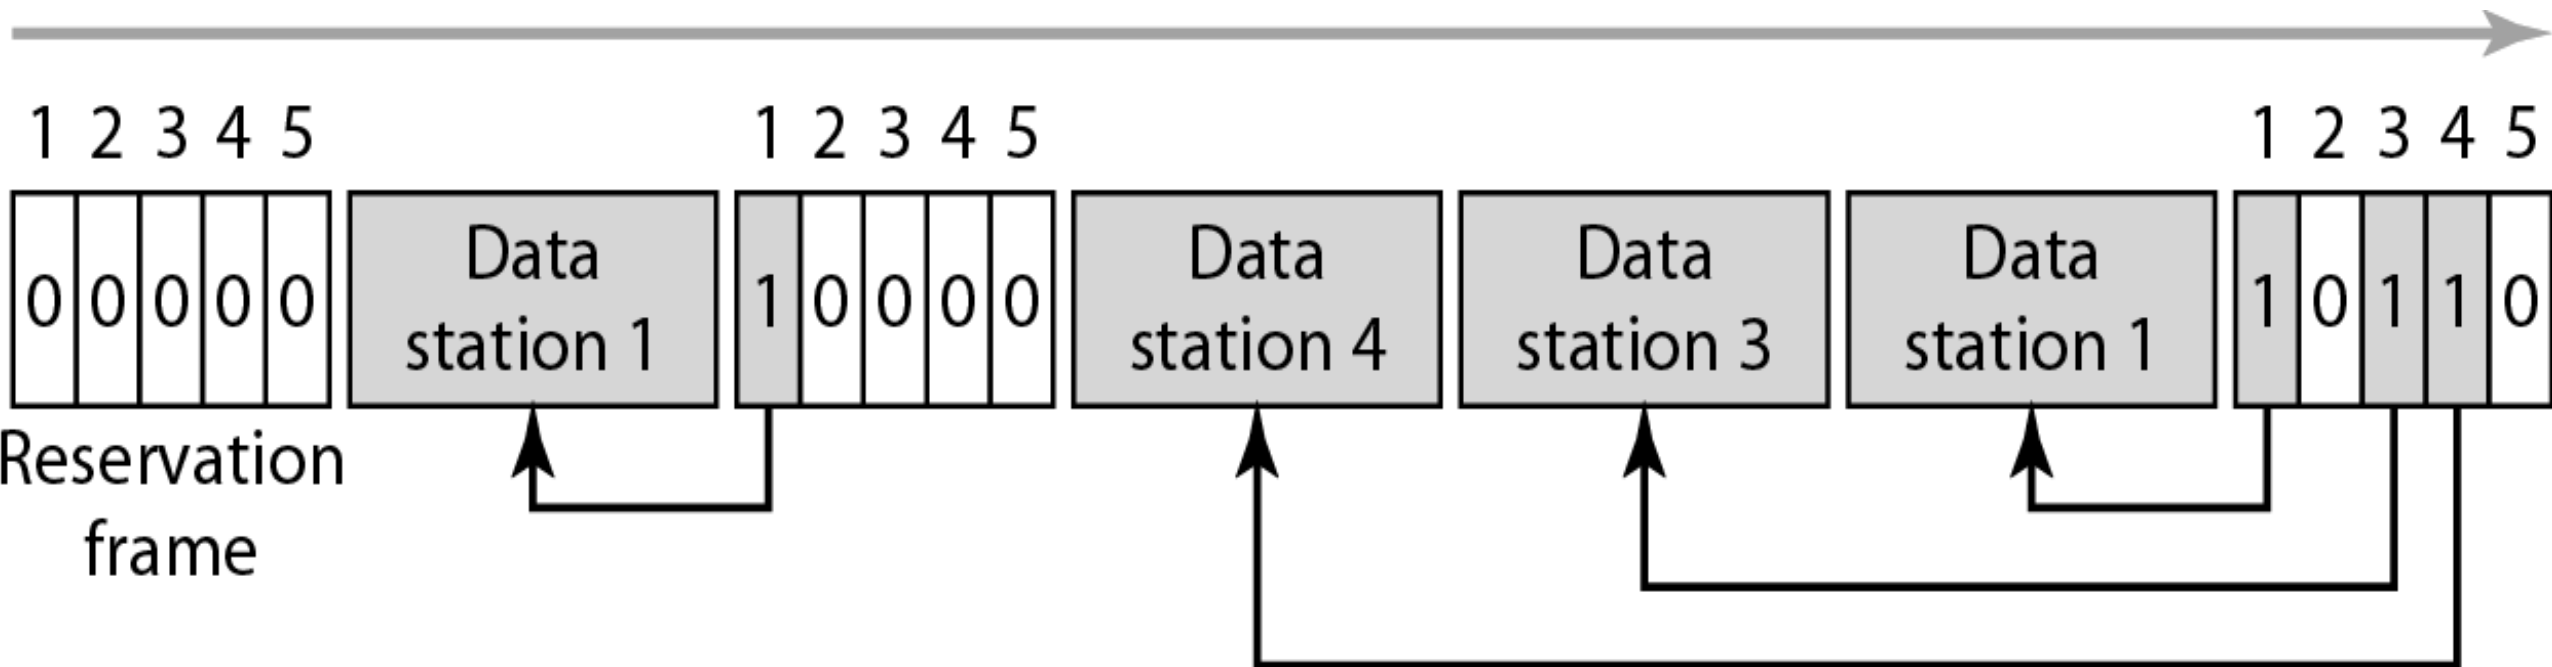 1 2 3 4 5 1 2 3 4 5 1 2 3 4 5
0 0 0 0 0
Data
station 1
1 0 0 0 0
Data
station 4
Data
station 3
Data
station 1
1 0 1 1 0
Reservation
frame